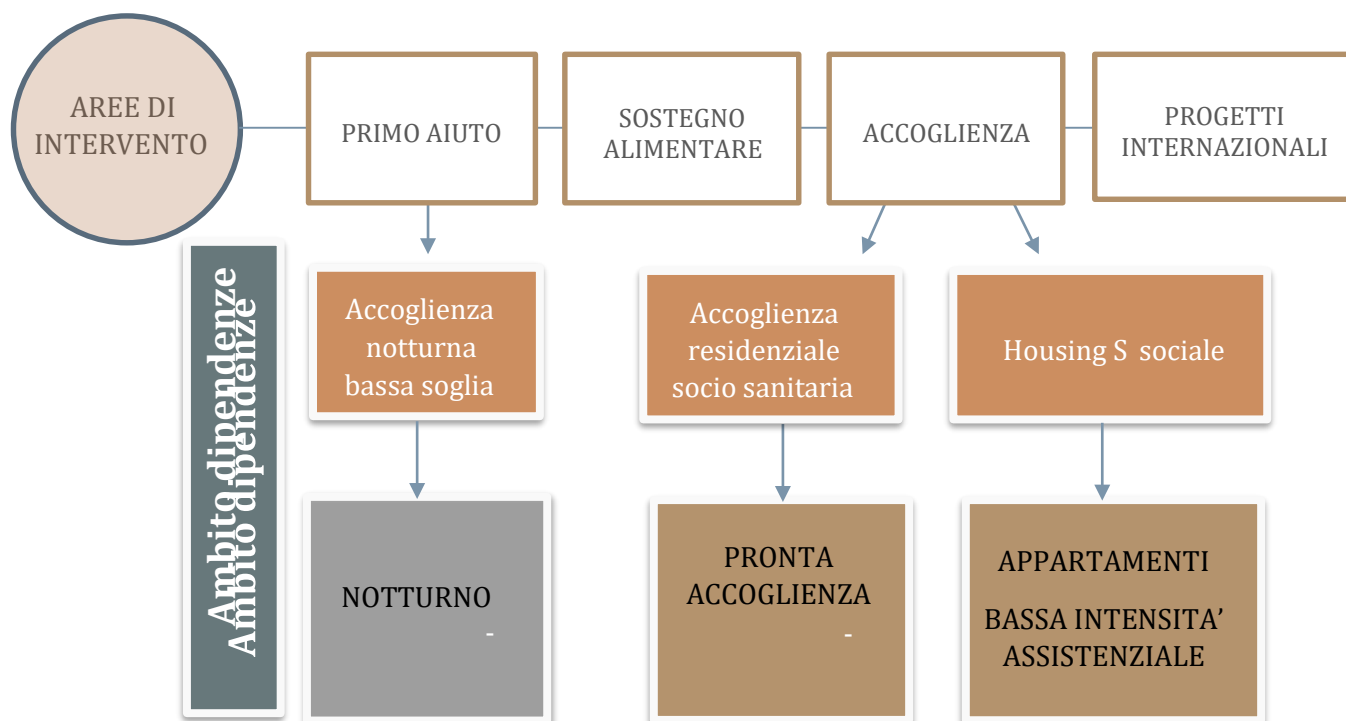 AREE DI
INTERVENTO
PRIMO AIUTO
SOSTEGNO
ALIMENTARE
ACCOGLIENZA
PROGETTI
INTERNAZIONALI
Ambito dipendenze
Ambito dipendenze
Accoglienza
notturna
bassa soglia
Accoglienza
residenziale
socio sanitaria
Housing S sociale
NOTTURNO
-
PRONTA
ACCOGLIENZA
-
APPARTAMENTI
BASSA INTENSITA’
ASSISTENZIALE